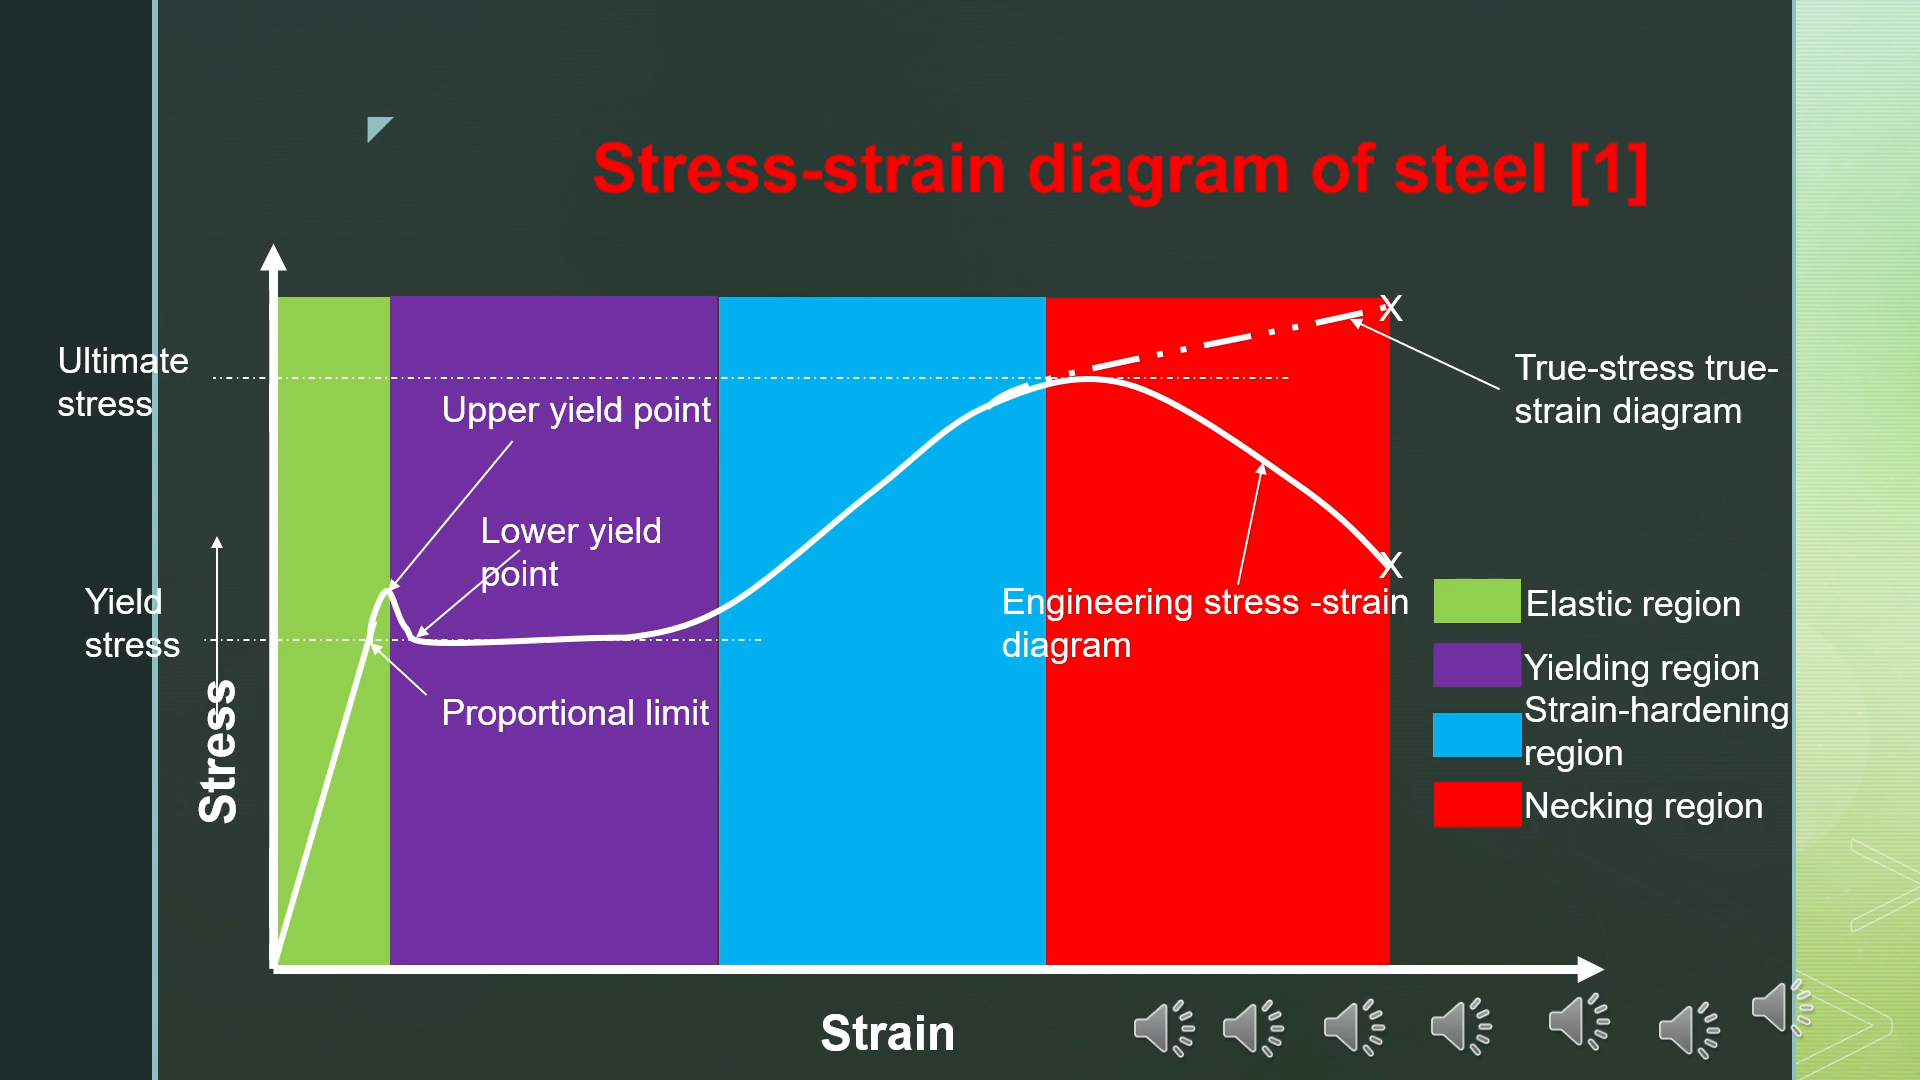 Stress-strain diagram of steel [1]
Ultimate
stress
Upper yield point
Lower yield
point
Yield
stress
Proportional limit
Stress
X
True-stress true-
strain diagram
X
Engineering stress -strain
diagram
Elastic region
Yielding region
Strain-hardening
region
Necking region
Strain